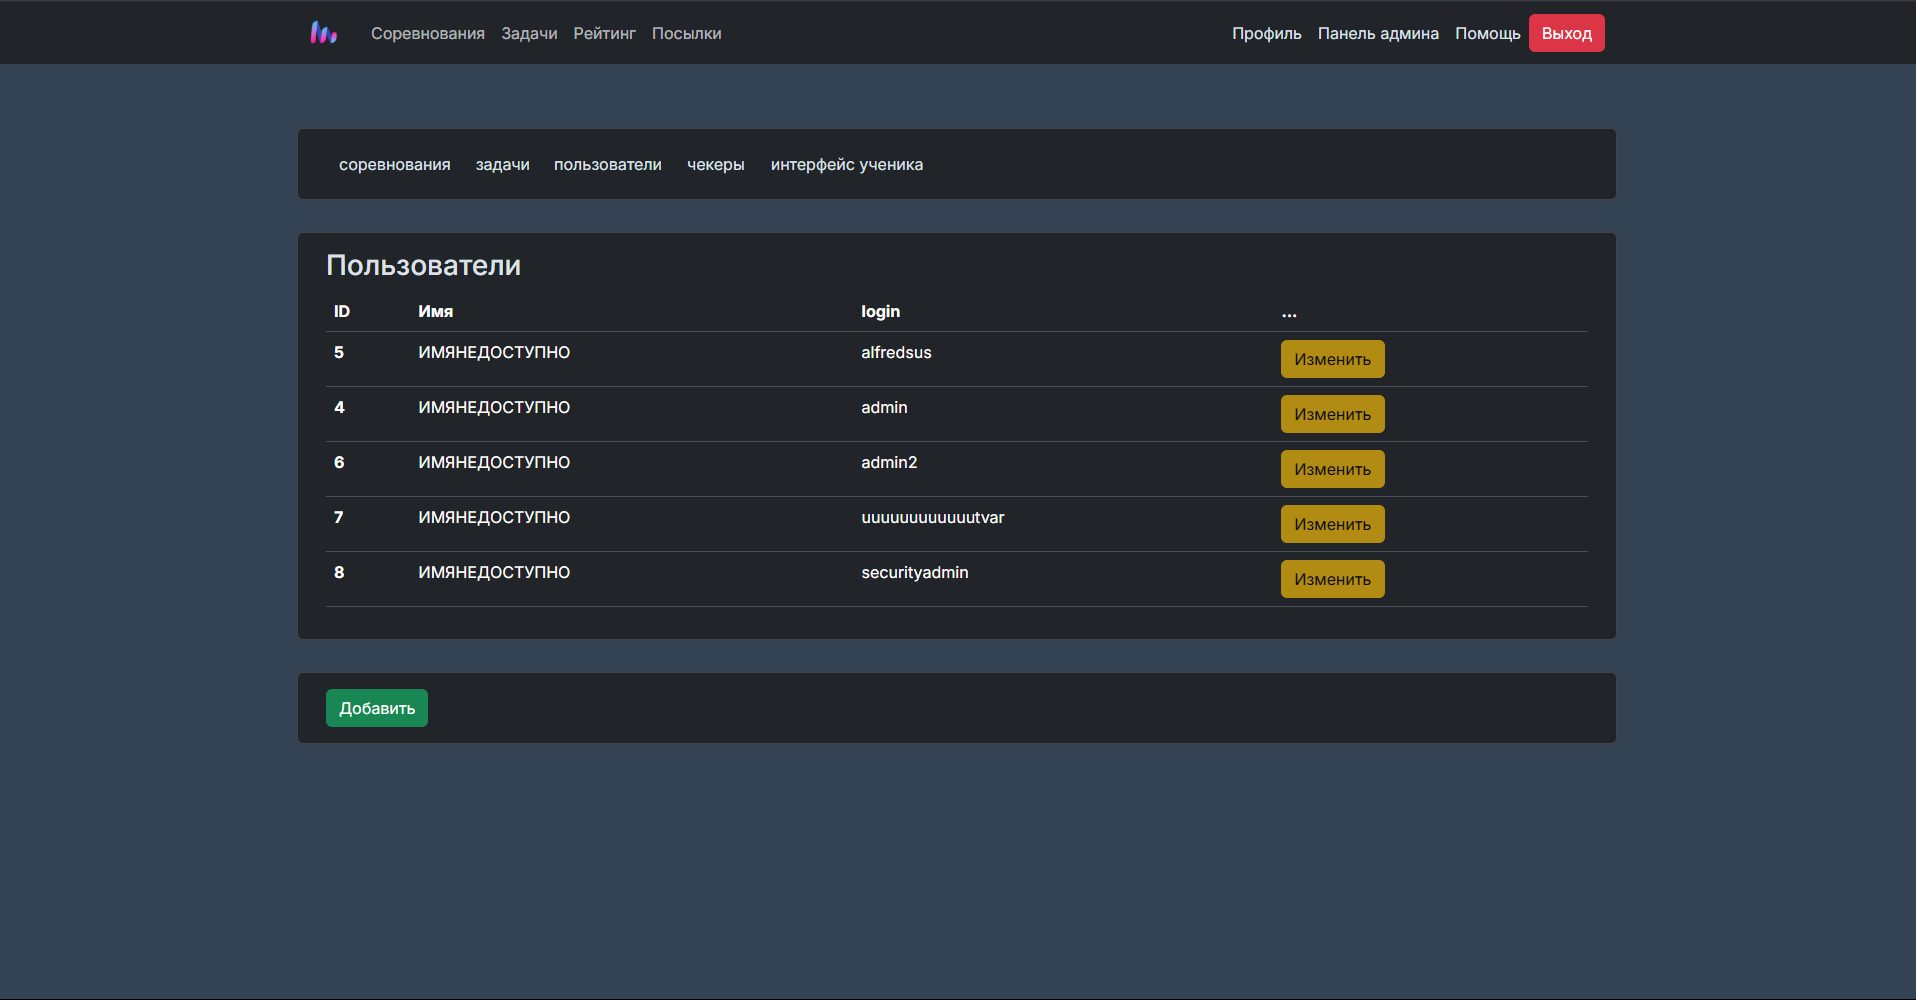 Соревнования Задачи Рейтинг Посылки Профиль Панель админа Помощь Выход
соревнования задачи пользователи чекеры интерфейс ученика
Пользователи
ID Имя login ...
5 ИМЯНЕДОСТУПНО alfredsus Изменить
4 ИМЯНЕДОСТУПНО admin Изменить
6 ИМЯНЕДОСТУПНО admin2 Изменить
7 ИМЯНЕДОСТУПНО uuuuuuuuuuuutvar Изменить
8 ИМЯНЕДОСТУПНО securityadmin Изменить
Добавить